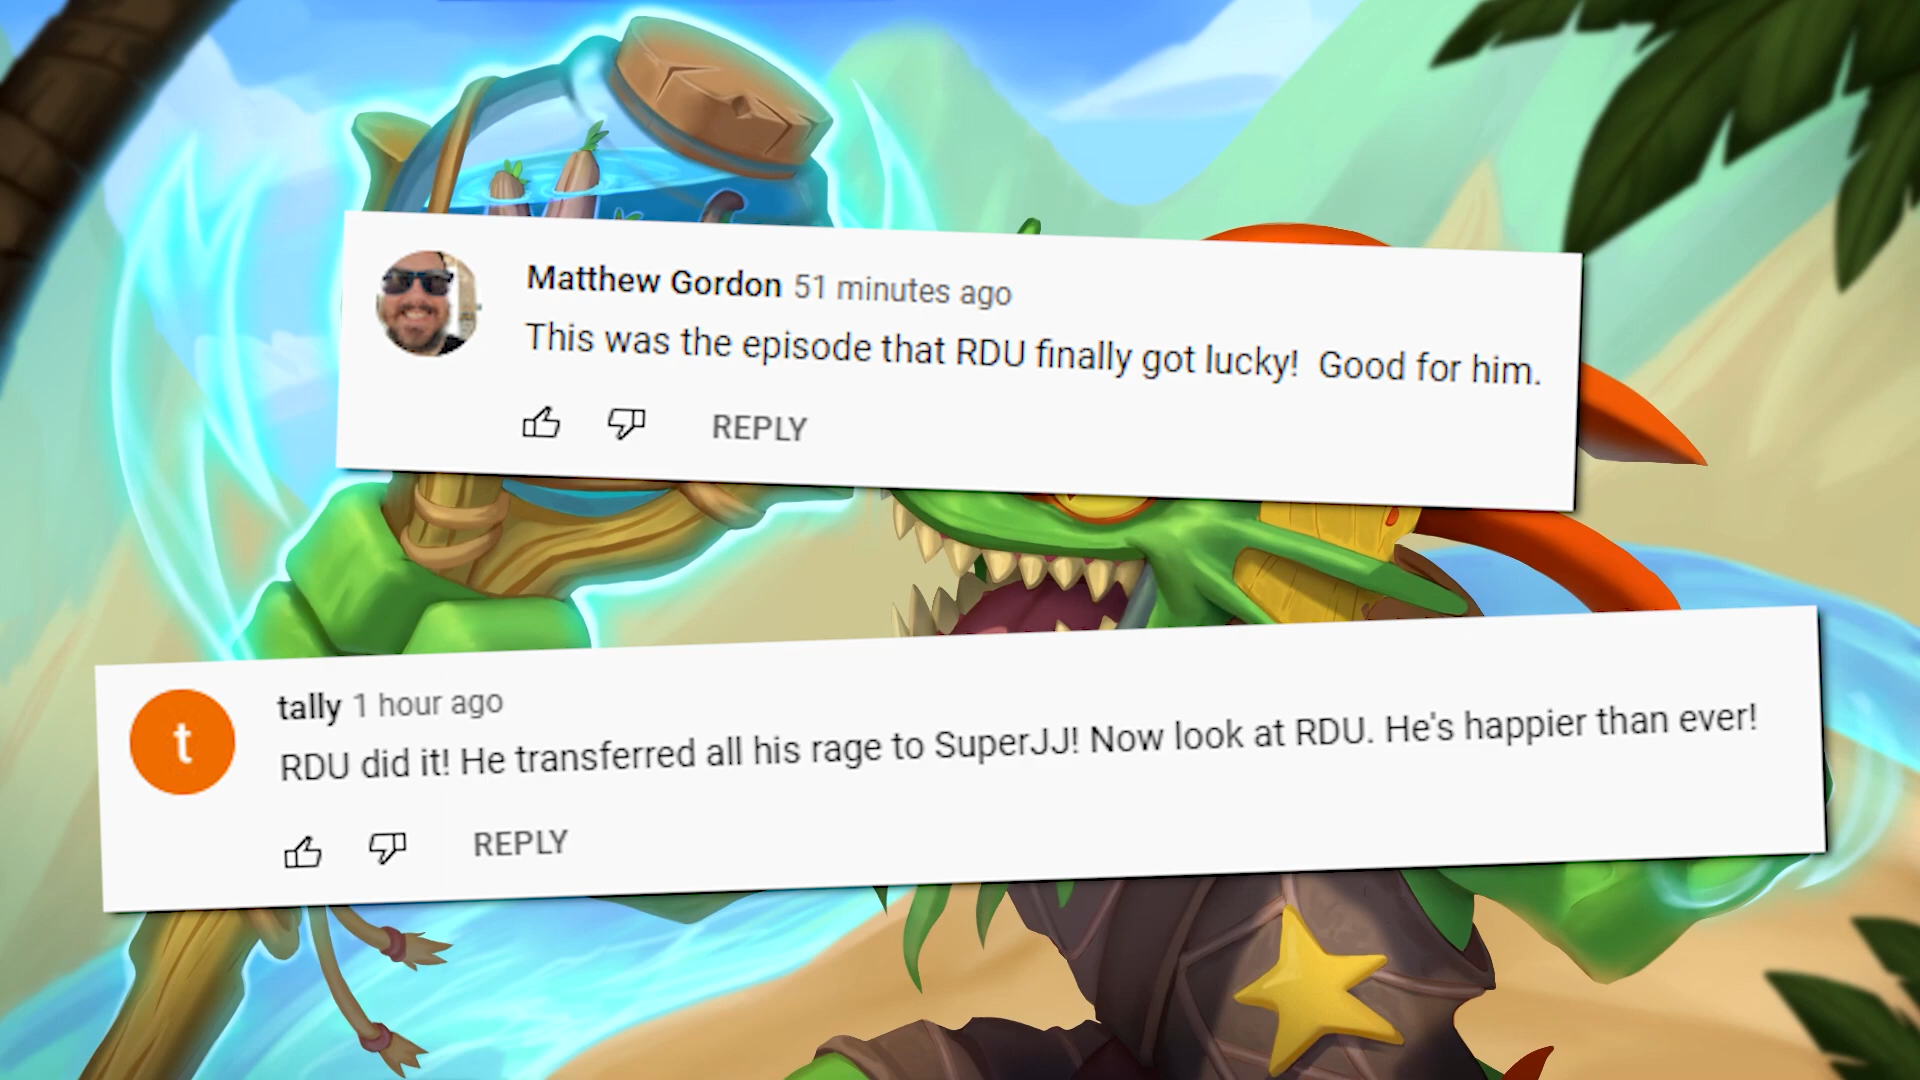 Matthew Gordon 51 minutes ago
This was the episode that RDU finally got lucky!  Good for him.
REPLY
t
tally 1 hour ago
RDU did it! He transferred all his rage to SuperJJ! Now look at RDU. He's happier than ever!
REPLY